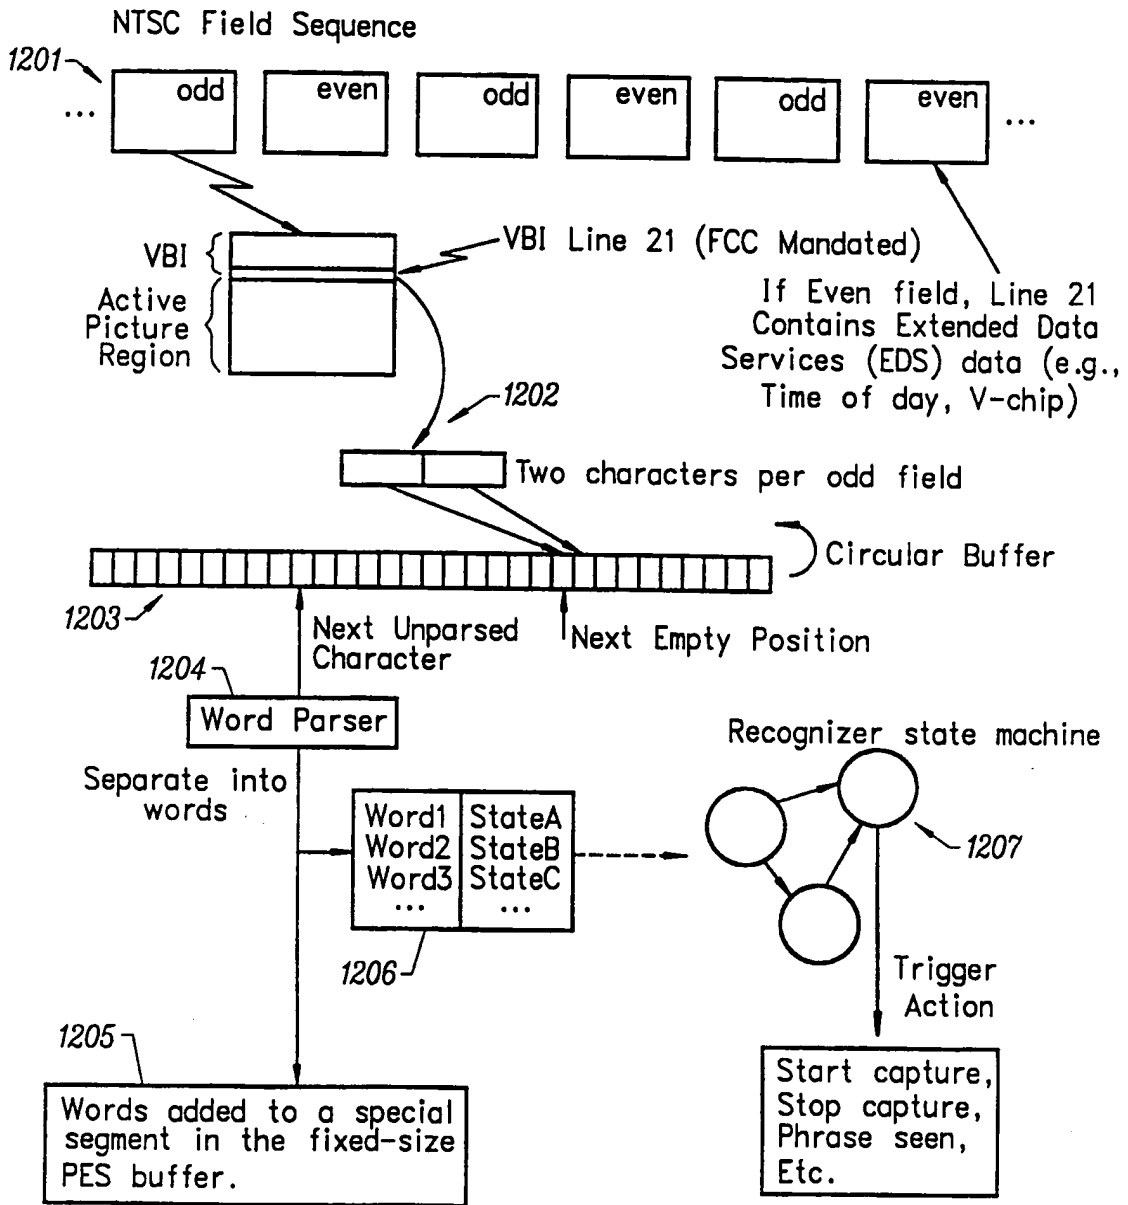 NTSC Field Sequence
1201
... odd even odd even odd even ...
VBI
VBI Line 21 (FCC Mandated)
Active
Picture
Region
If Even field, Line 21
Contains Extended Data
Services (EDS) data (e.g.,
Time of day, V-chip)
1202
Two characters per odd field
Circular Buffer
1203
Next Unparsed
Character
Next Empty Position
1204
Word Parser
Separate into
words
Recognizer state machine
Word1 StateA
Word2 StateB
Word3 StateC
... ...
1206
1207
Trigger
Action
1205
Words added to a special
segment in the fixed-size
PES buffer.
Start capture,
Stop capture,
Phrase seen,
Etc.